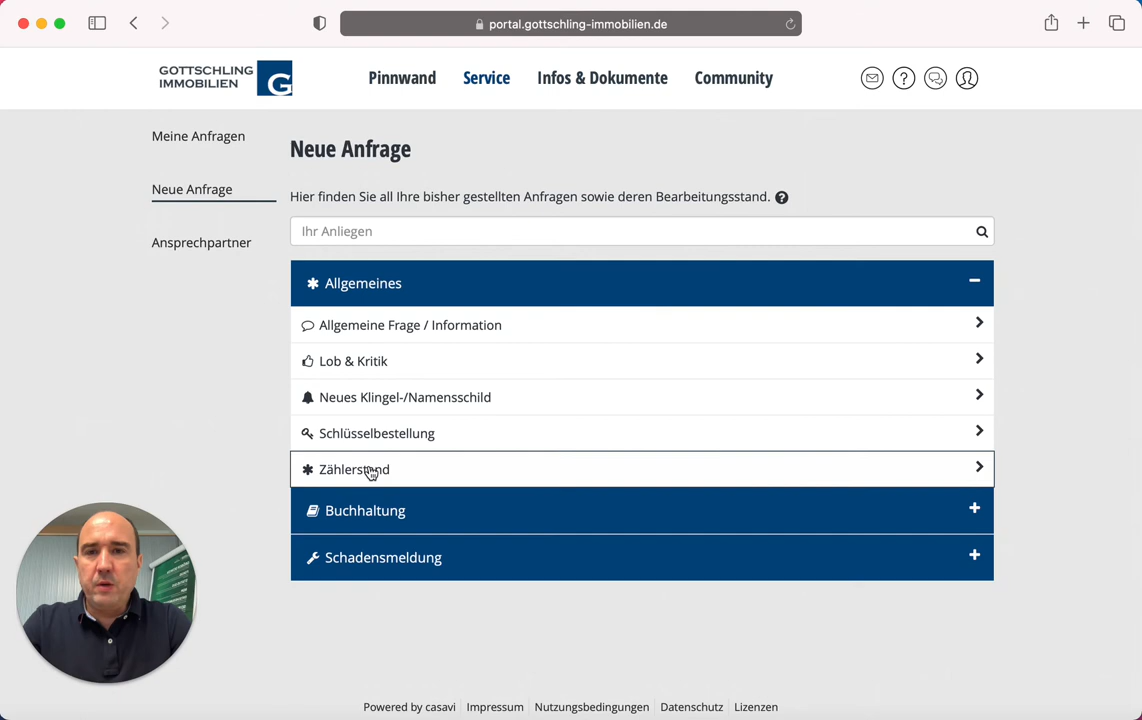 portal.gottschling-immobilien.de
GOTTSCHLING
IMMOBILIEN
G
Pinnwand
Service
Infos & Dokumente
Community
Meine Anfragen
Neue Anfrage
Ansprechpartner
Neue Anfrage
Hier finden Sie all Ihre bisher gestellten Anfragen sowie deren Bearbeitungsstand. ?
Ihr Anliegen
Allgemeines
Allgemeine Frage / Information
Lob & Kritik
Neues Klingel-/Namensschild
Schlüsselbestellung
Zählerstand
Buchhaltung
Schadensmeldung
Powered by casavi
Impressum
Nutzungsbedingungen
Datenschutz
Lizenzen